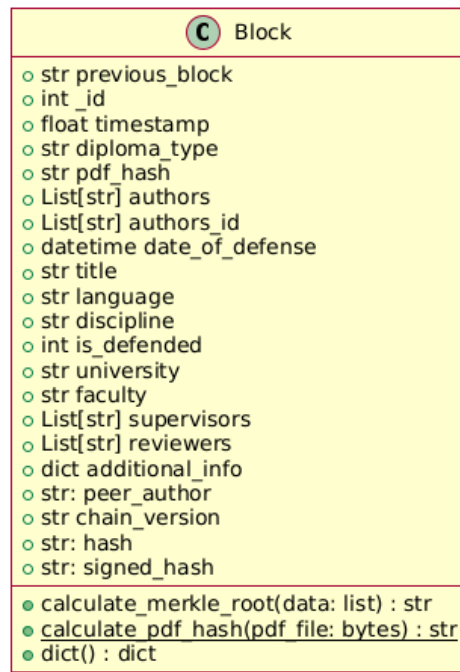 C Block
str previous_block
int _id
float timestamp
str diploma_type
str pdf_hash
List[str] authors
List[str] authors_id
datetime date_of_defense
str title
str language
str discipline
int is_defended
str university
str faculty
List[str] supervisors
List[str] reviewers
dict additional_info
str: peer_author
str chain_version
str: hash
str: signed_hash
calculate_merkle_root(data: list) : str
calculate_pdf_hash(pdf_file: bytes) : str
dict() : dict